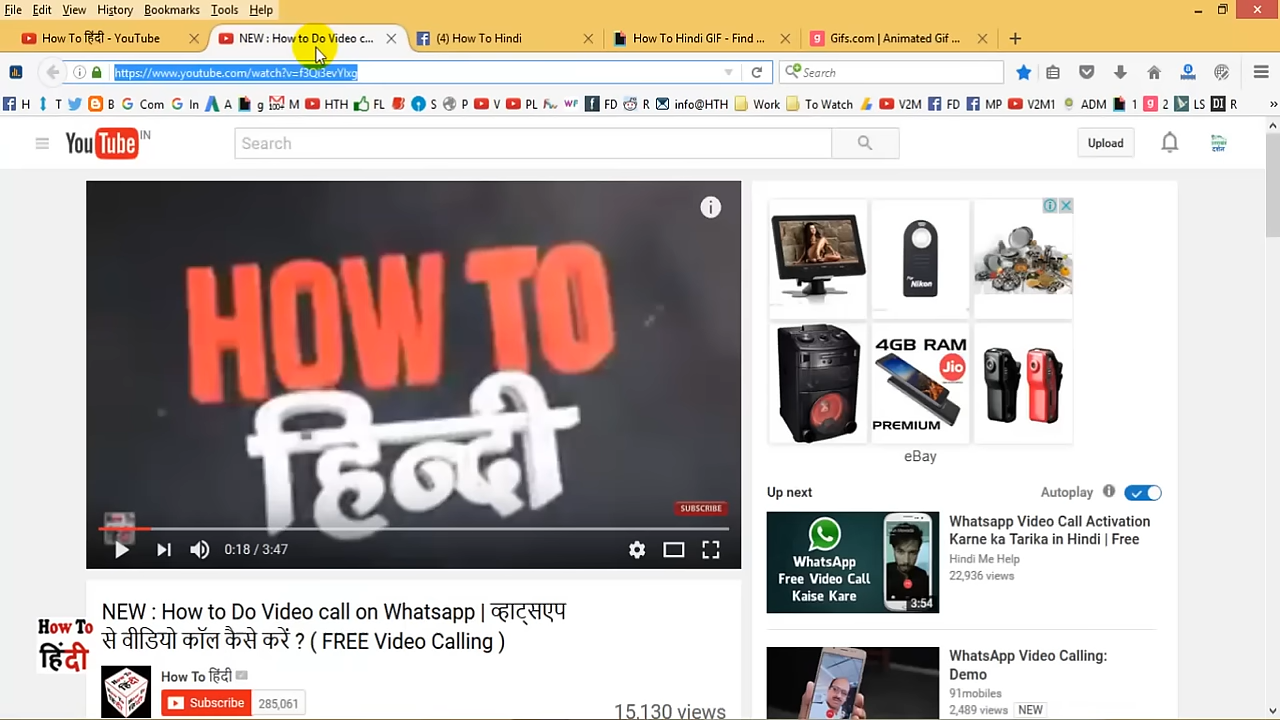 File Edit View History Bookmarks Tools Help
How To हिंदी - YouTube
NEW : How to Do Video c...
(4) How To Hindi
How To Hindi GIF - Find ...
Gifs.com | Animated Gif ...
https://www.youtube.com/watch?v=f3Qi3evYlxg
Search
H T B Com In A g M HTH FL S P V PL WF FD R info@HTH Work To Watch V2M FD MP V2M1 ADM 1 2 LS R
YouTube IN
Search
Upload
HOW TO
हिन्दी
SUBSCRIBE
0:18 / 3:47
For Nikon
4GB RAM
Jio
PREMIUM
eBay
Up next
Autoplay
WhatsApp
Free Video Call
Kaise Kare
3:54
Whatsapp Video Call Activation
Karne ka Tarika in Hindi | Free
Hindi Me Help
22,936 views
NEW : How to Do Video call on Whatsapp | व्हाट्सएप
से वीडियो कॉल कैसे करें ? ( FREE Video Calling )
How To
हिंदी
How To हिंदी
Subscribe 285,061
15,130 views
WhatsApp Video Calling:
Demo
91mobiles
2,489 views NEW